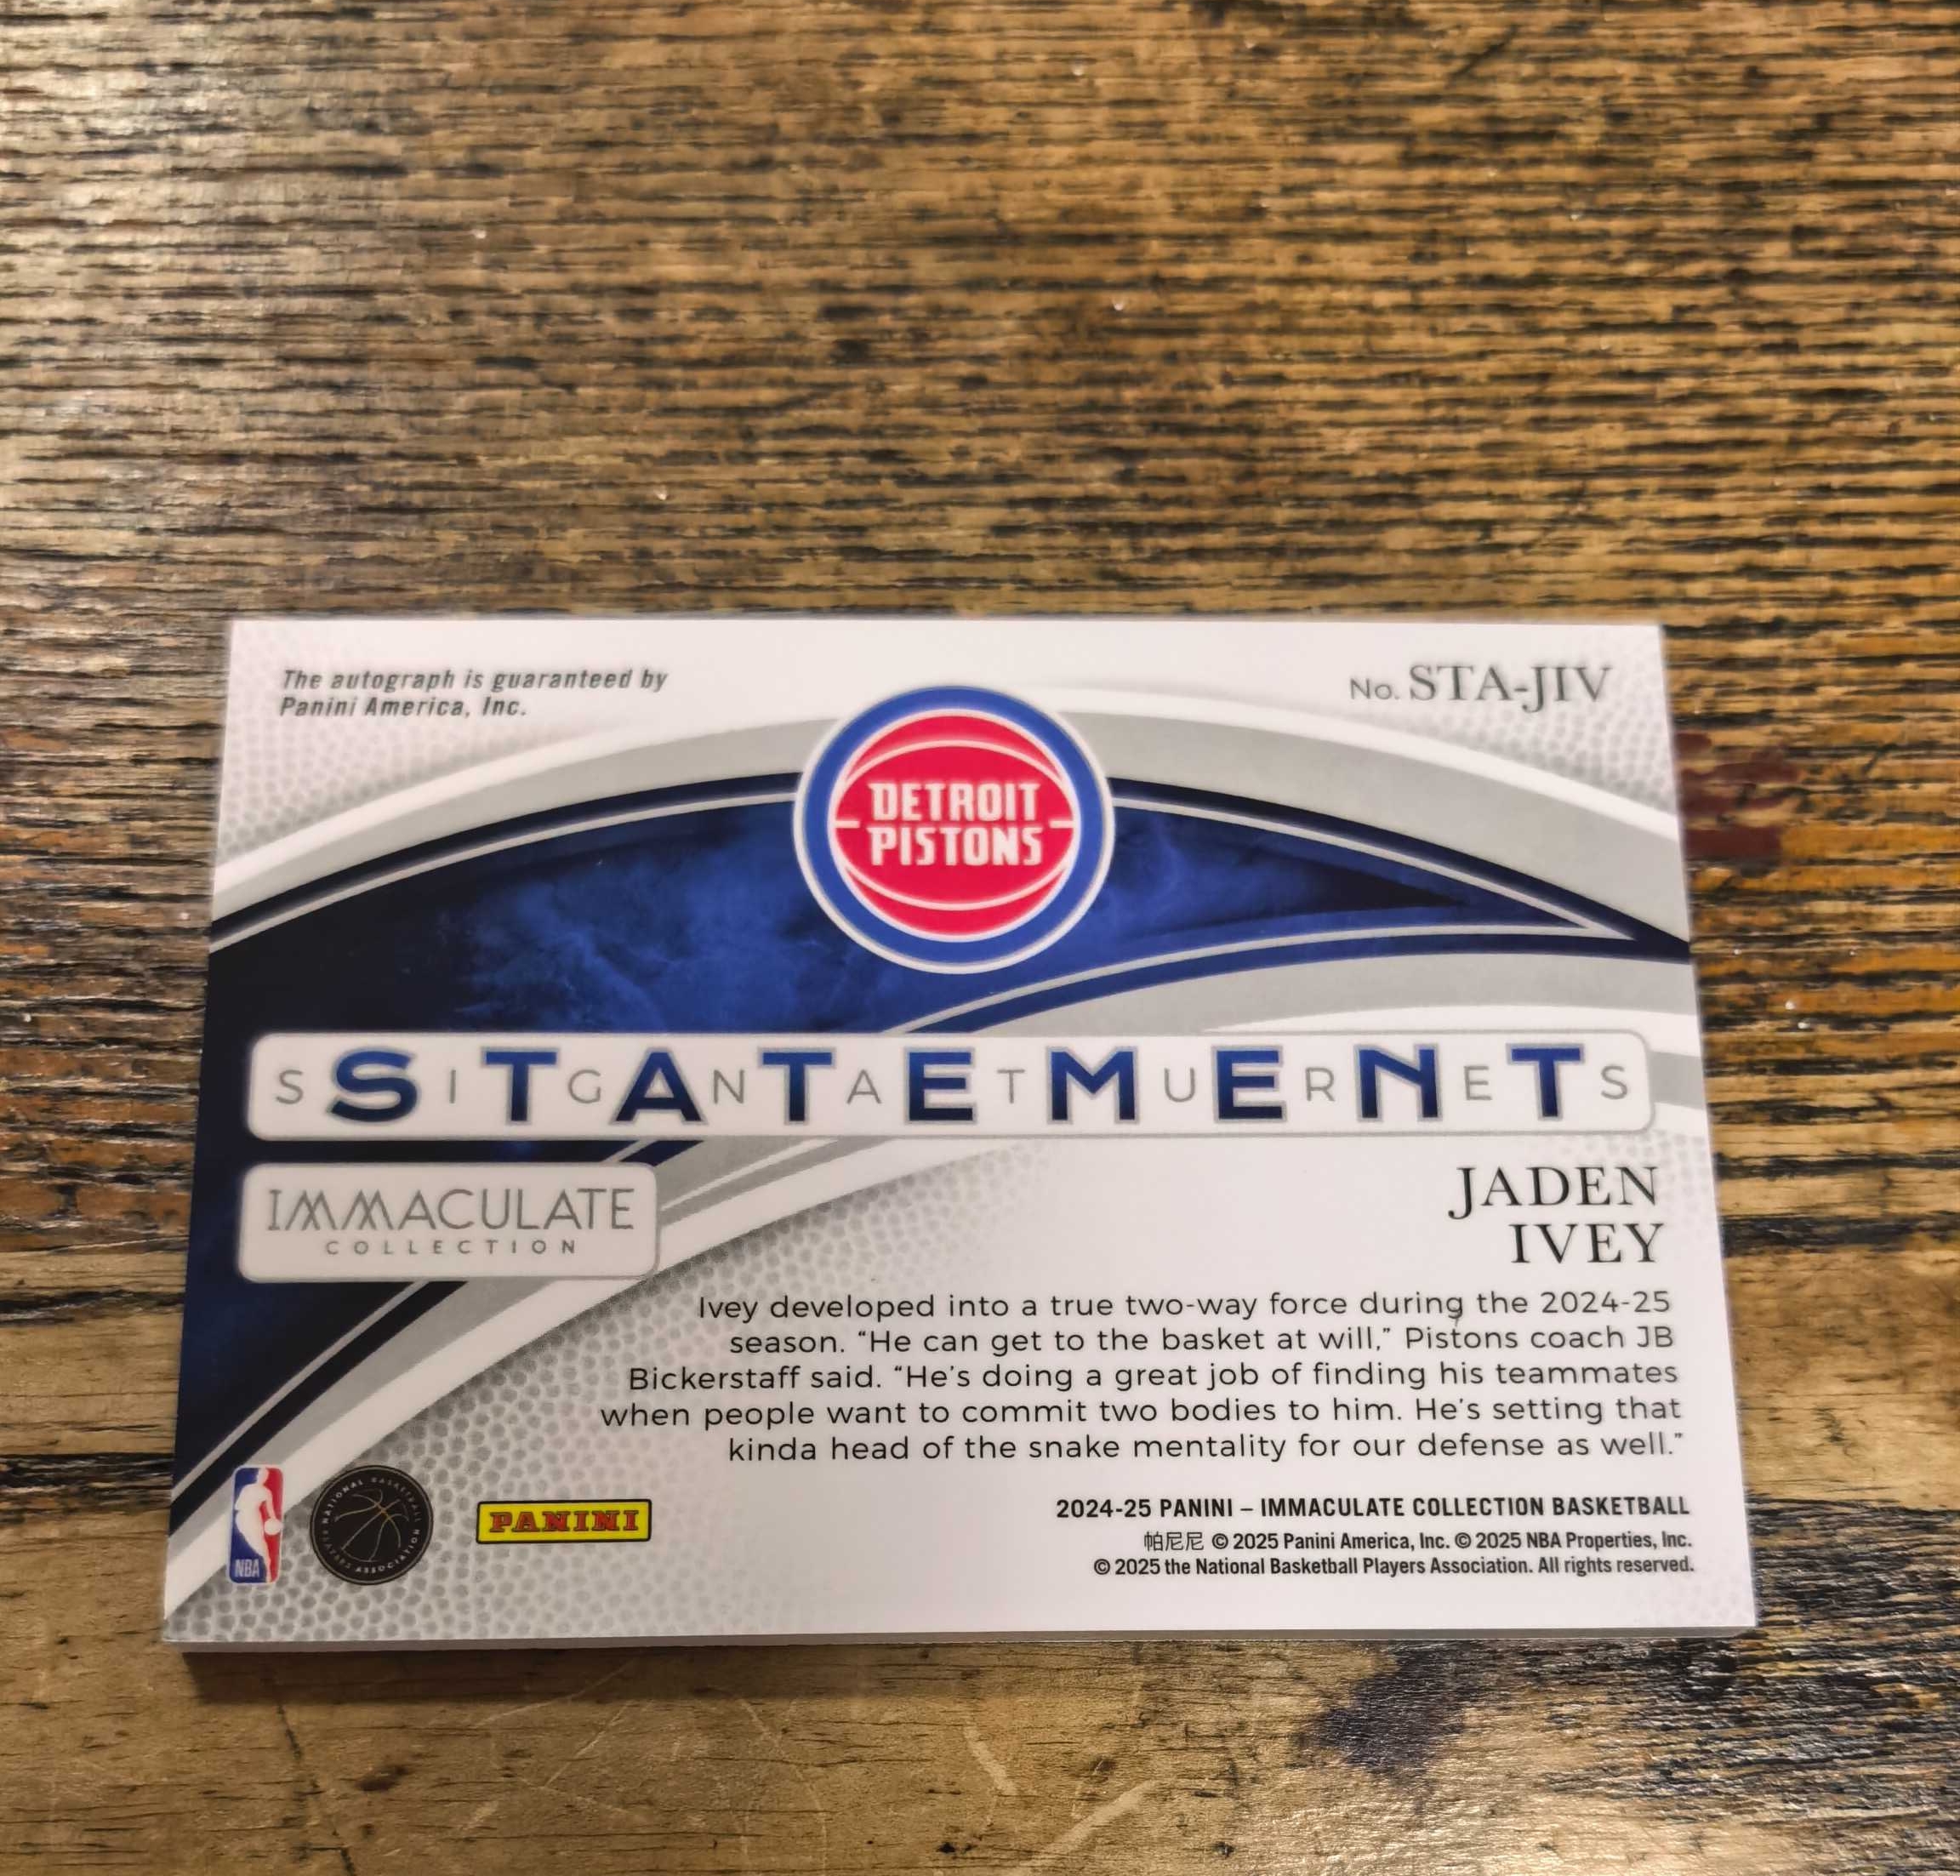 The autograph is guaranteed by
Panini America, Inc.
No. STA-JIV
DETROIT
PISTONS
STATEMENT
SIGNATURES
IMMACULATE
COLLECTION
JADEN
IVEY
Ivey developed into a true two-way force during the 2024-25
season. “He can get to the basket at will,” Pistons coach JB
Bickerstaff said. “He’s doing a great job of finding his teammates
when people want to commit two bodies to him. He’s setting that
kinda head of the snake mentality for our defense as well.”
NBA
NATIONAL BASKETBALL PLAYERS ASSOCIATION
PANINI
2024-25 PANINI – IMMACULATE COLLECTION BASKETBALL
帕尼尼 © 2025 Panini America, Inc. © 2025 NBA Properties, Inc.
© 2025 the National Basketball Players Association. All rights reserved.